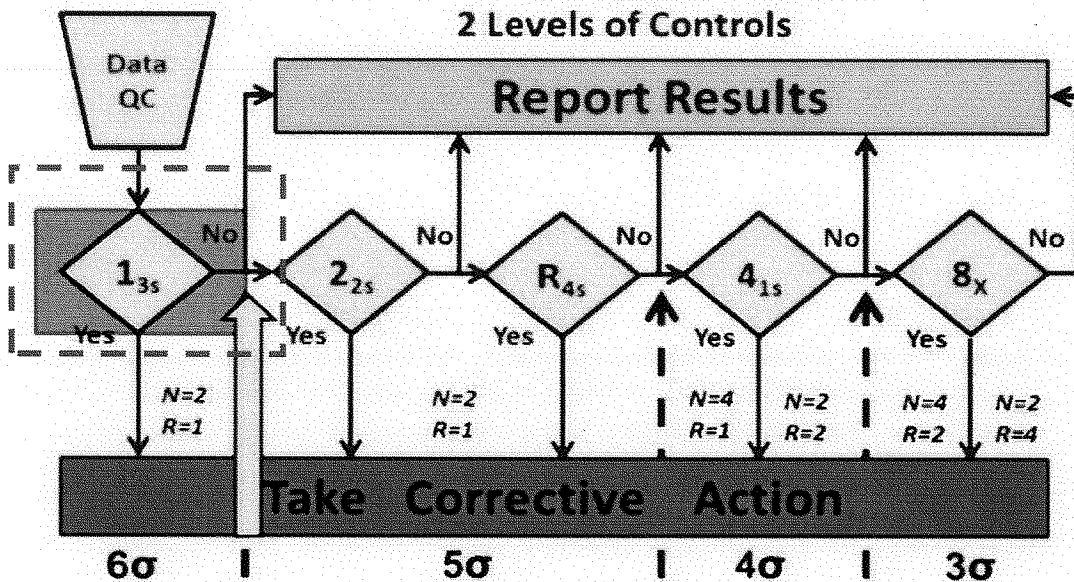 2 Levels of Controls
Data
QC
Report Results
No
No
No
No
No
1₃ₛ
2₂ₛ
R₄ₛ
4₁ₛ
8ₓ
Yes
Yes
Yes
Yes
Yes
N=2
R=1
N=2
R=1
N=4
R=1
N=2
R=2
N=4
R=2
N=2
R=4
Take Corrective Action
6σ I 5σ I 4σ I 3σ